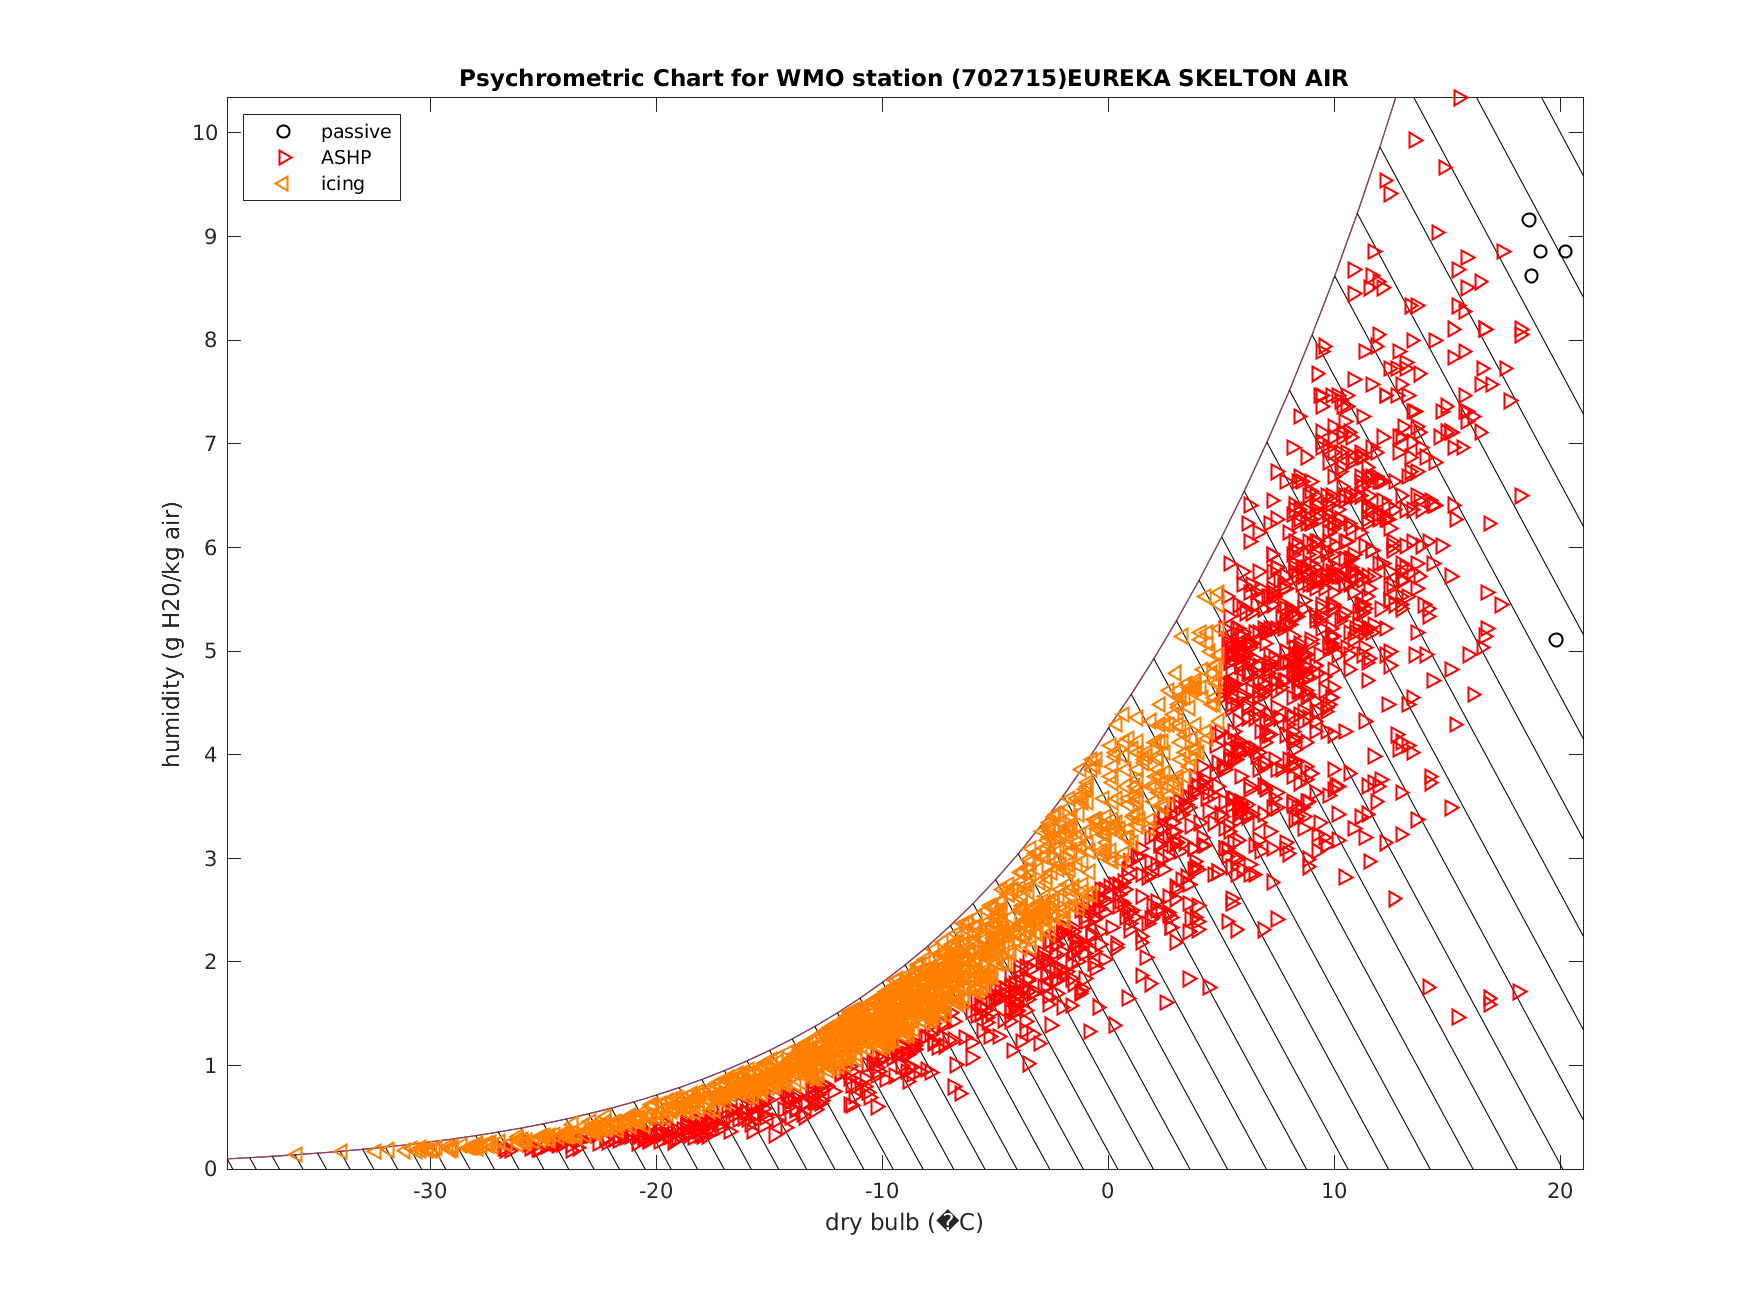 Psychrometric Chart for WMO station (702715)EUREKA SKELTON AIR
passive
ASHP
icing
10
9
8
7
6
5
4
3
2
1
0
humidity (g H20/kg air)
-30 -20 -10 0 10 20
dry bulb (�C)